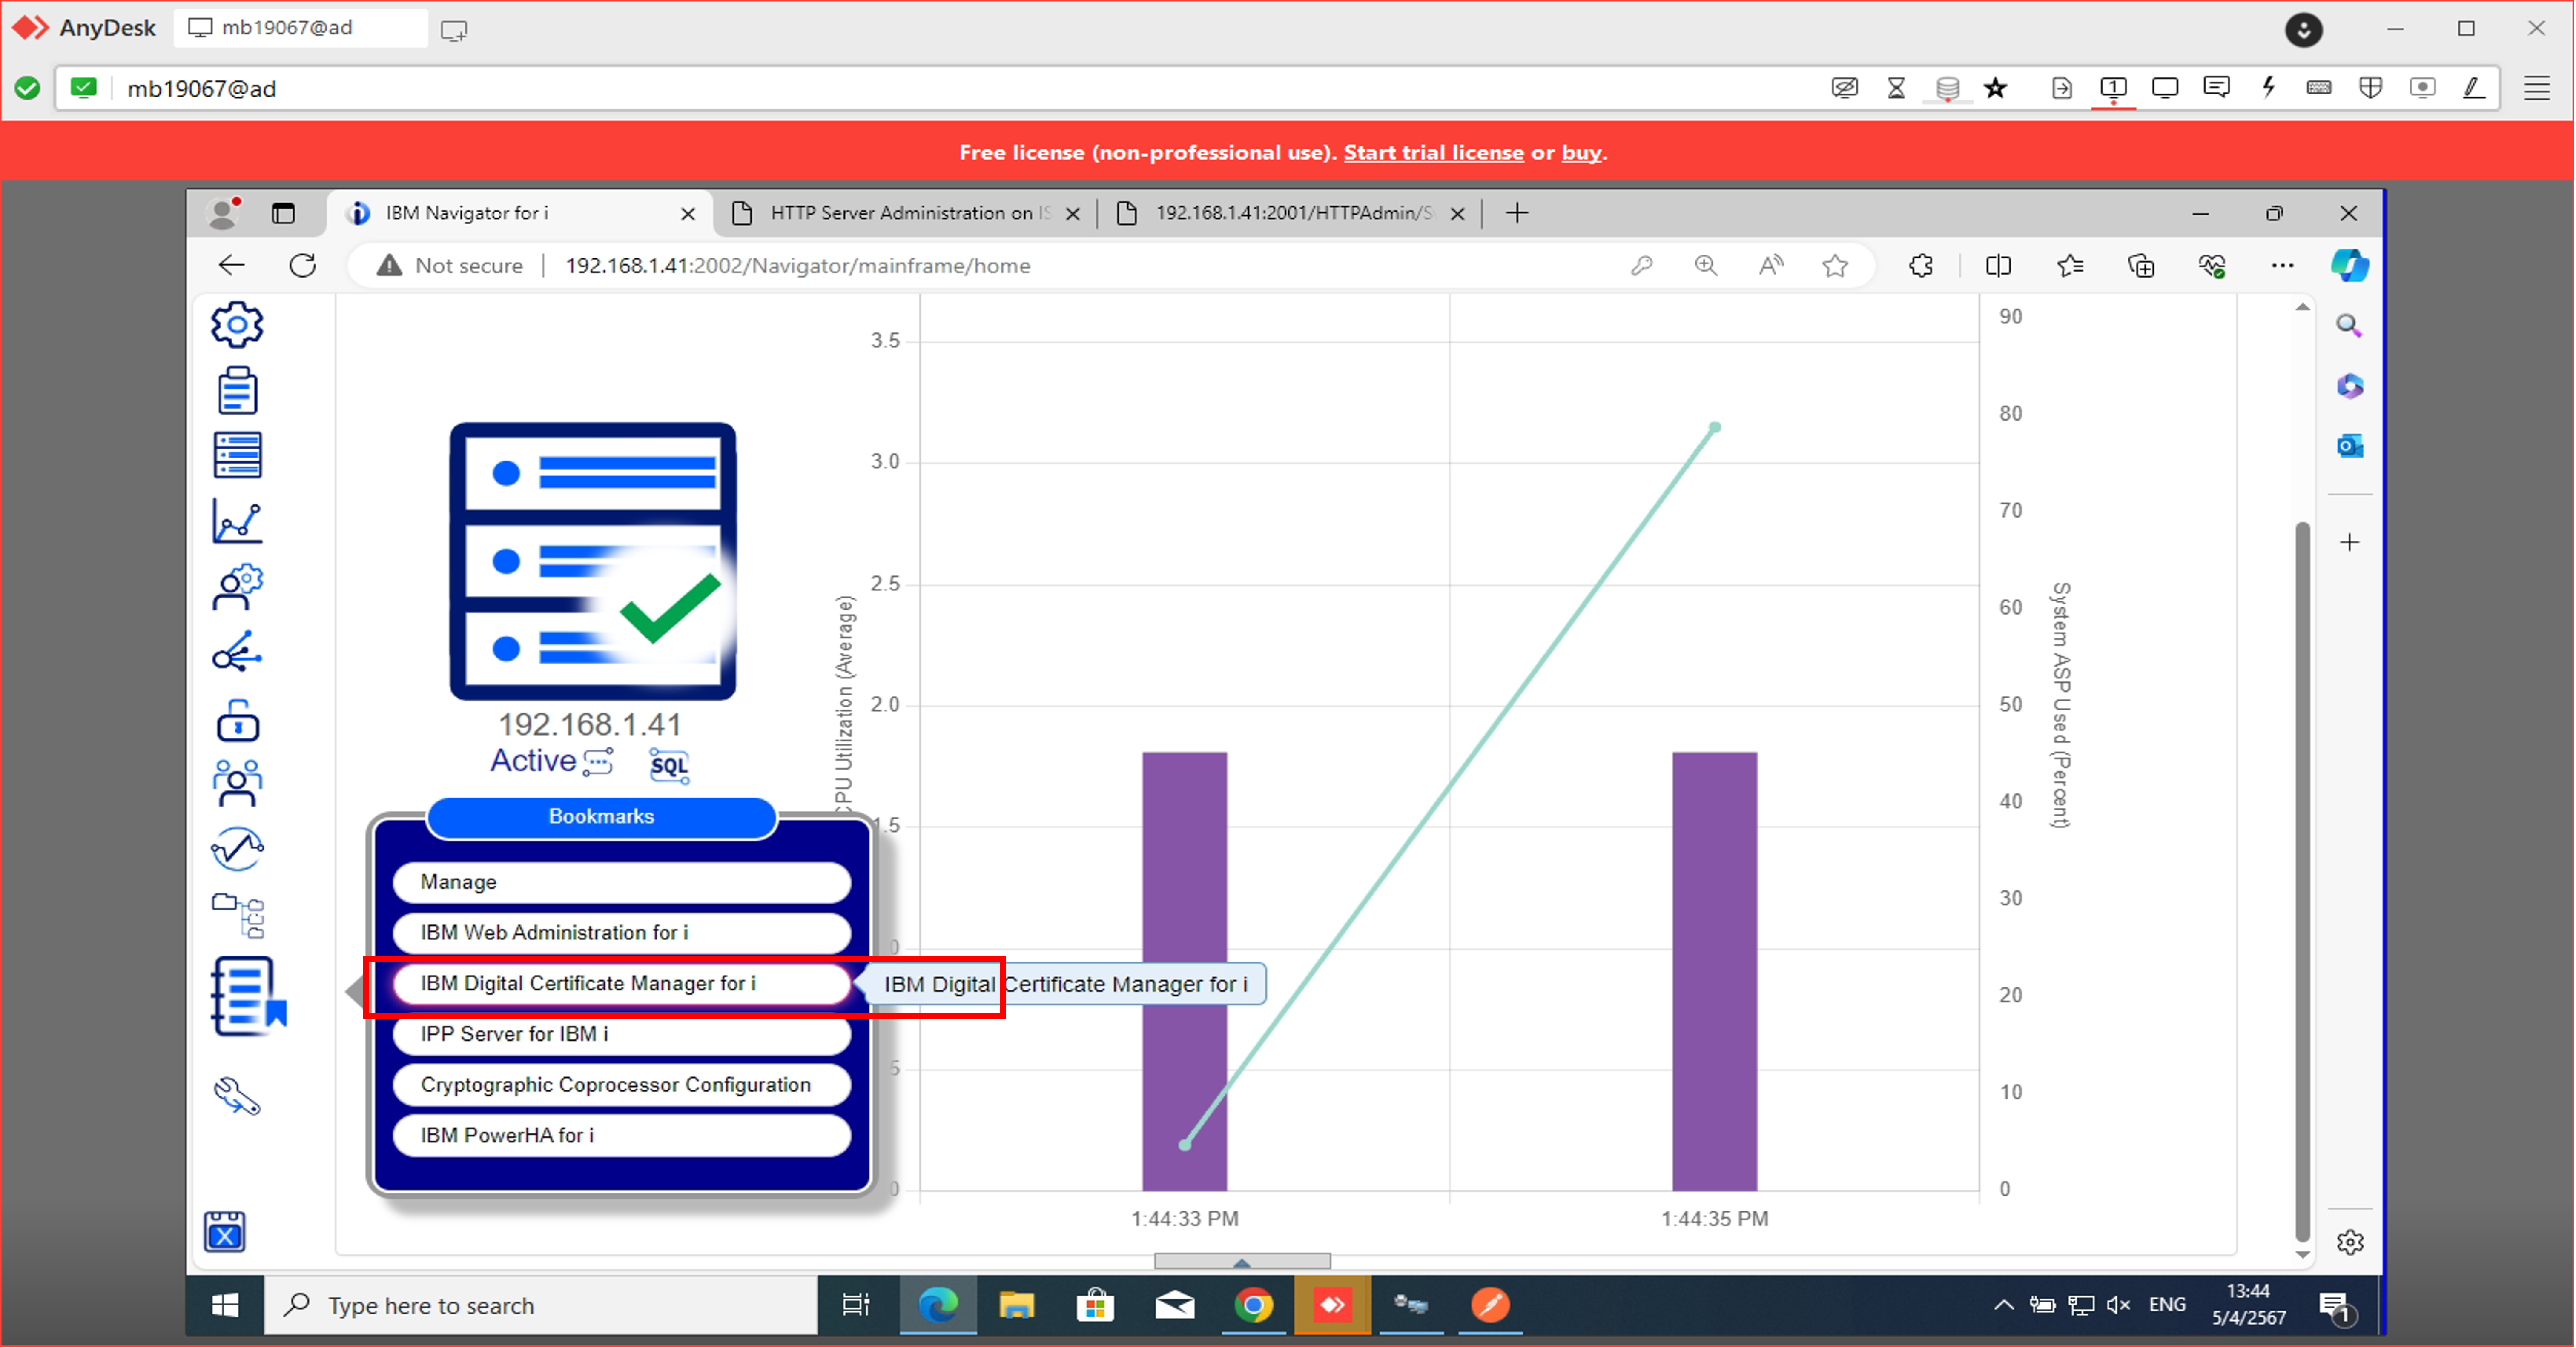 AnyDesk
mb19067@ad
mb19067@ad
1
Free license (non-professional use). Start trial license or buy.
IBM Navigator for i
HTTP Server Administration on IS
192.168.1.41:2001/HTTPAdmin/S
Not secure
192.168.1.41:2002/Navigator/mainframe/home
192.168.1.41
Active
SQL
Bookmarks
Manage
IBM Web Administration for i
IBM Digital Certificate Manager for i
IBM Digital Certificate Manager for i
IPP Server for IBM i
Cryptographic Coprocessor Configuration
IBM PowerHA for i
CPU Utilization (Average)
3.5
3.0
2.5
2.0
1.5
0
5
0
1:44:33 PM
1:44:35 PM
90
80
70
60
50
40
30
20
10
0
System ASP Used (Percent)
X
Type here to search
ENG
13:44
5/4/2567
1